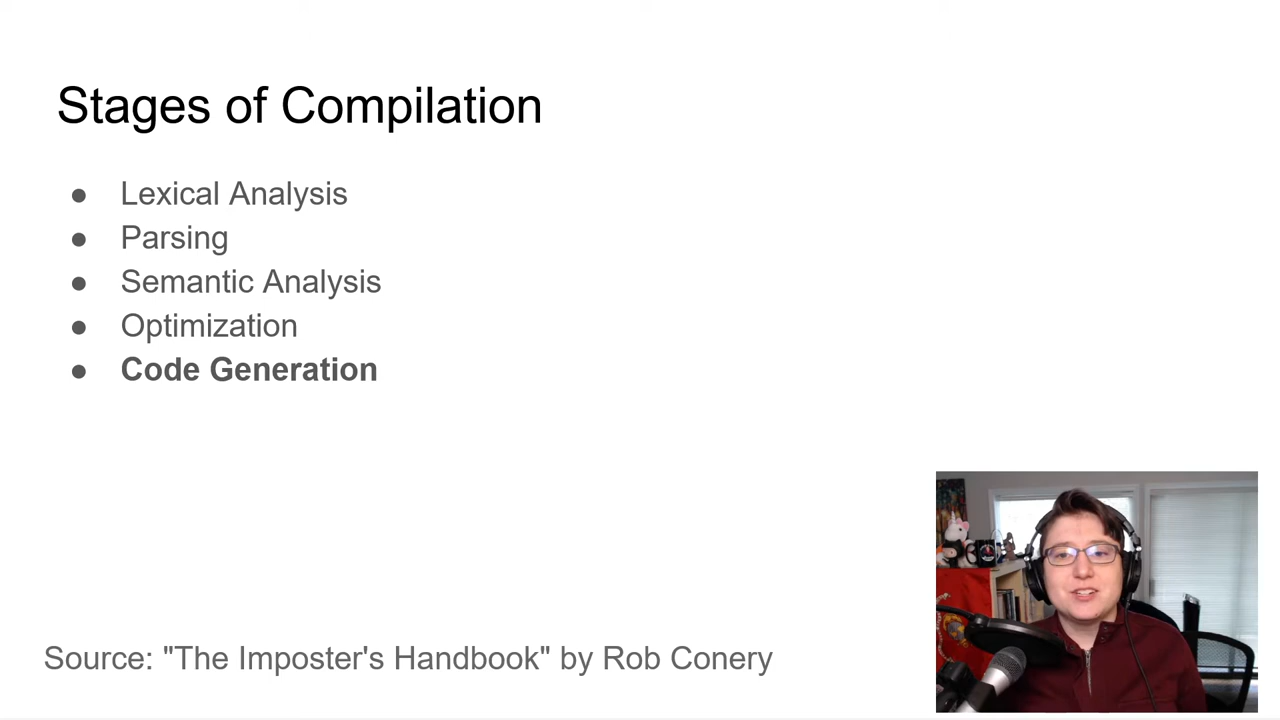 Stages of Compilation
● Lexical Analysis
● Parsing
● Semantic Analysis
● Optimization
● Code Generation
Source: "The Imposter's Handbook" by Rob Conery